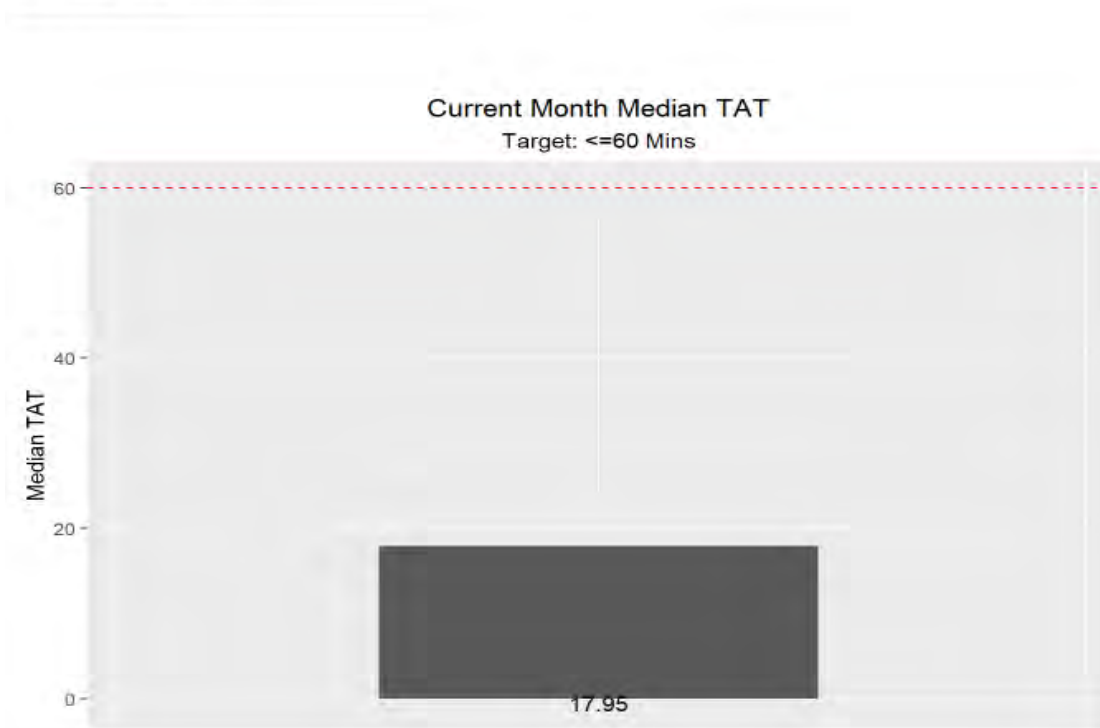 Current Month Median TAT
Target: <=60 Mins
60
40
Median TAT
20
0
17.95